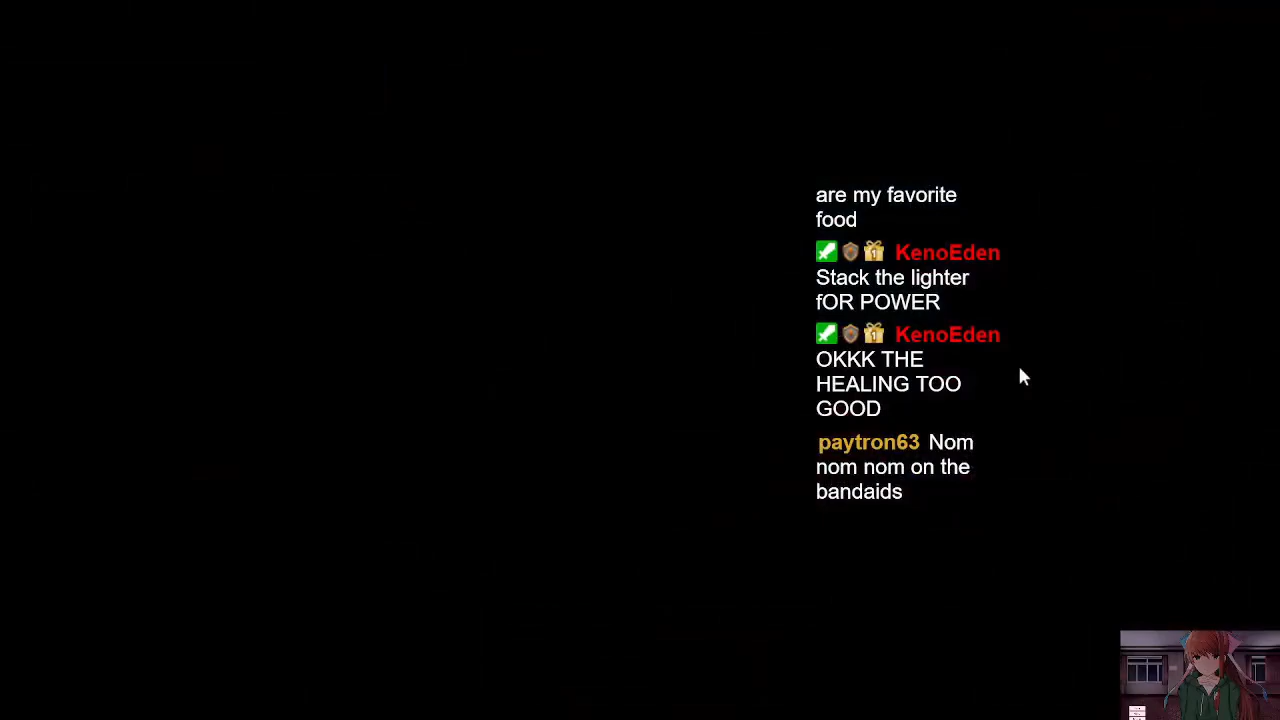 are my favorite
food
KenoEden
Stack the lighter
fOR POWER
KenoEden
OKKK THE
HEALING TOO
GOOD
paytron63 Nom
nom nom on the
bandaids